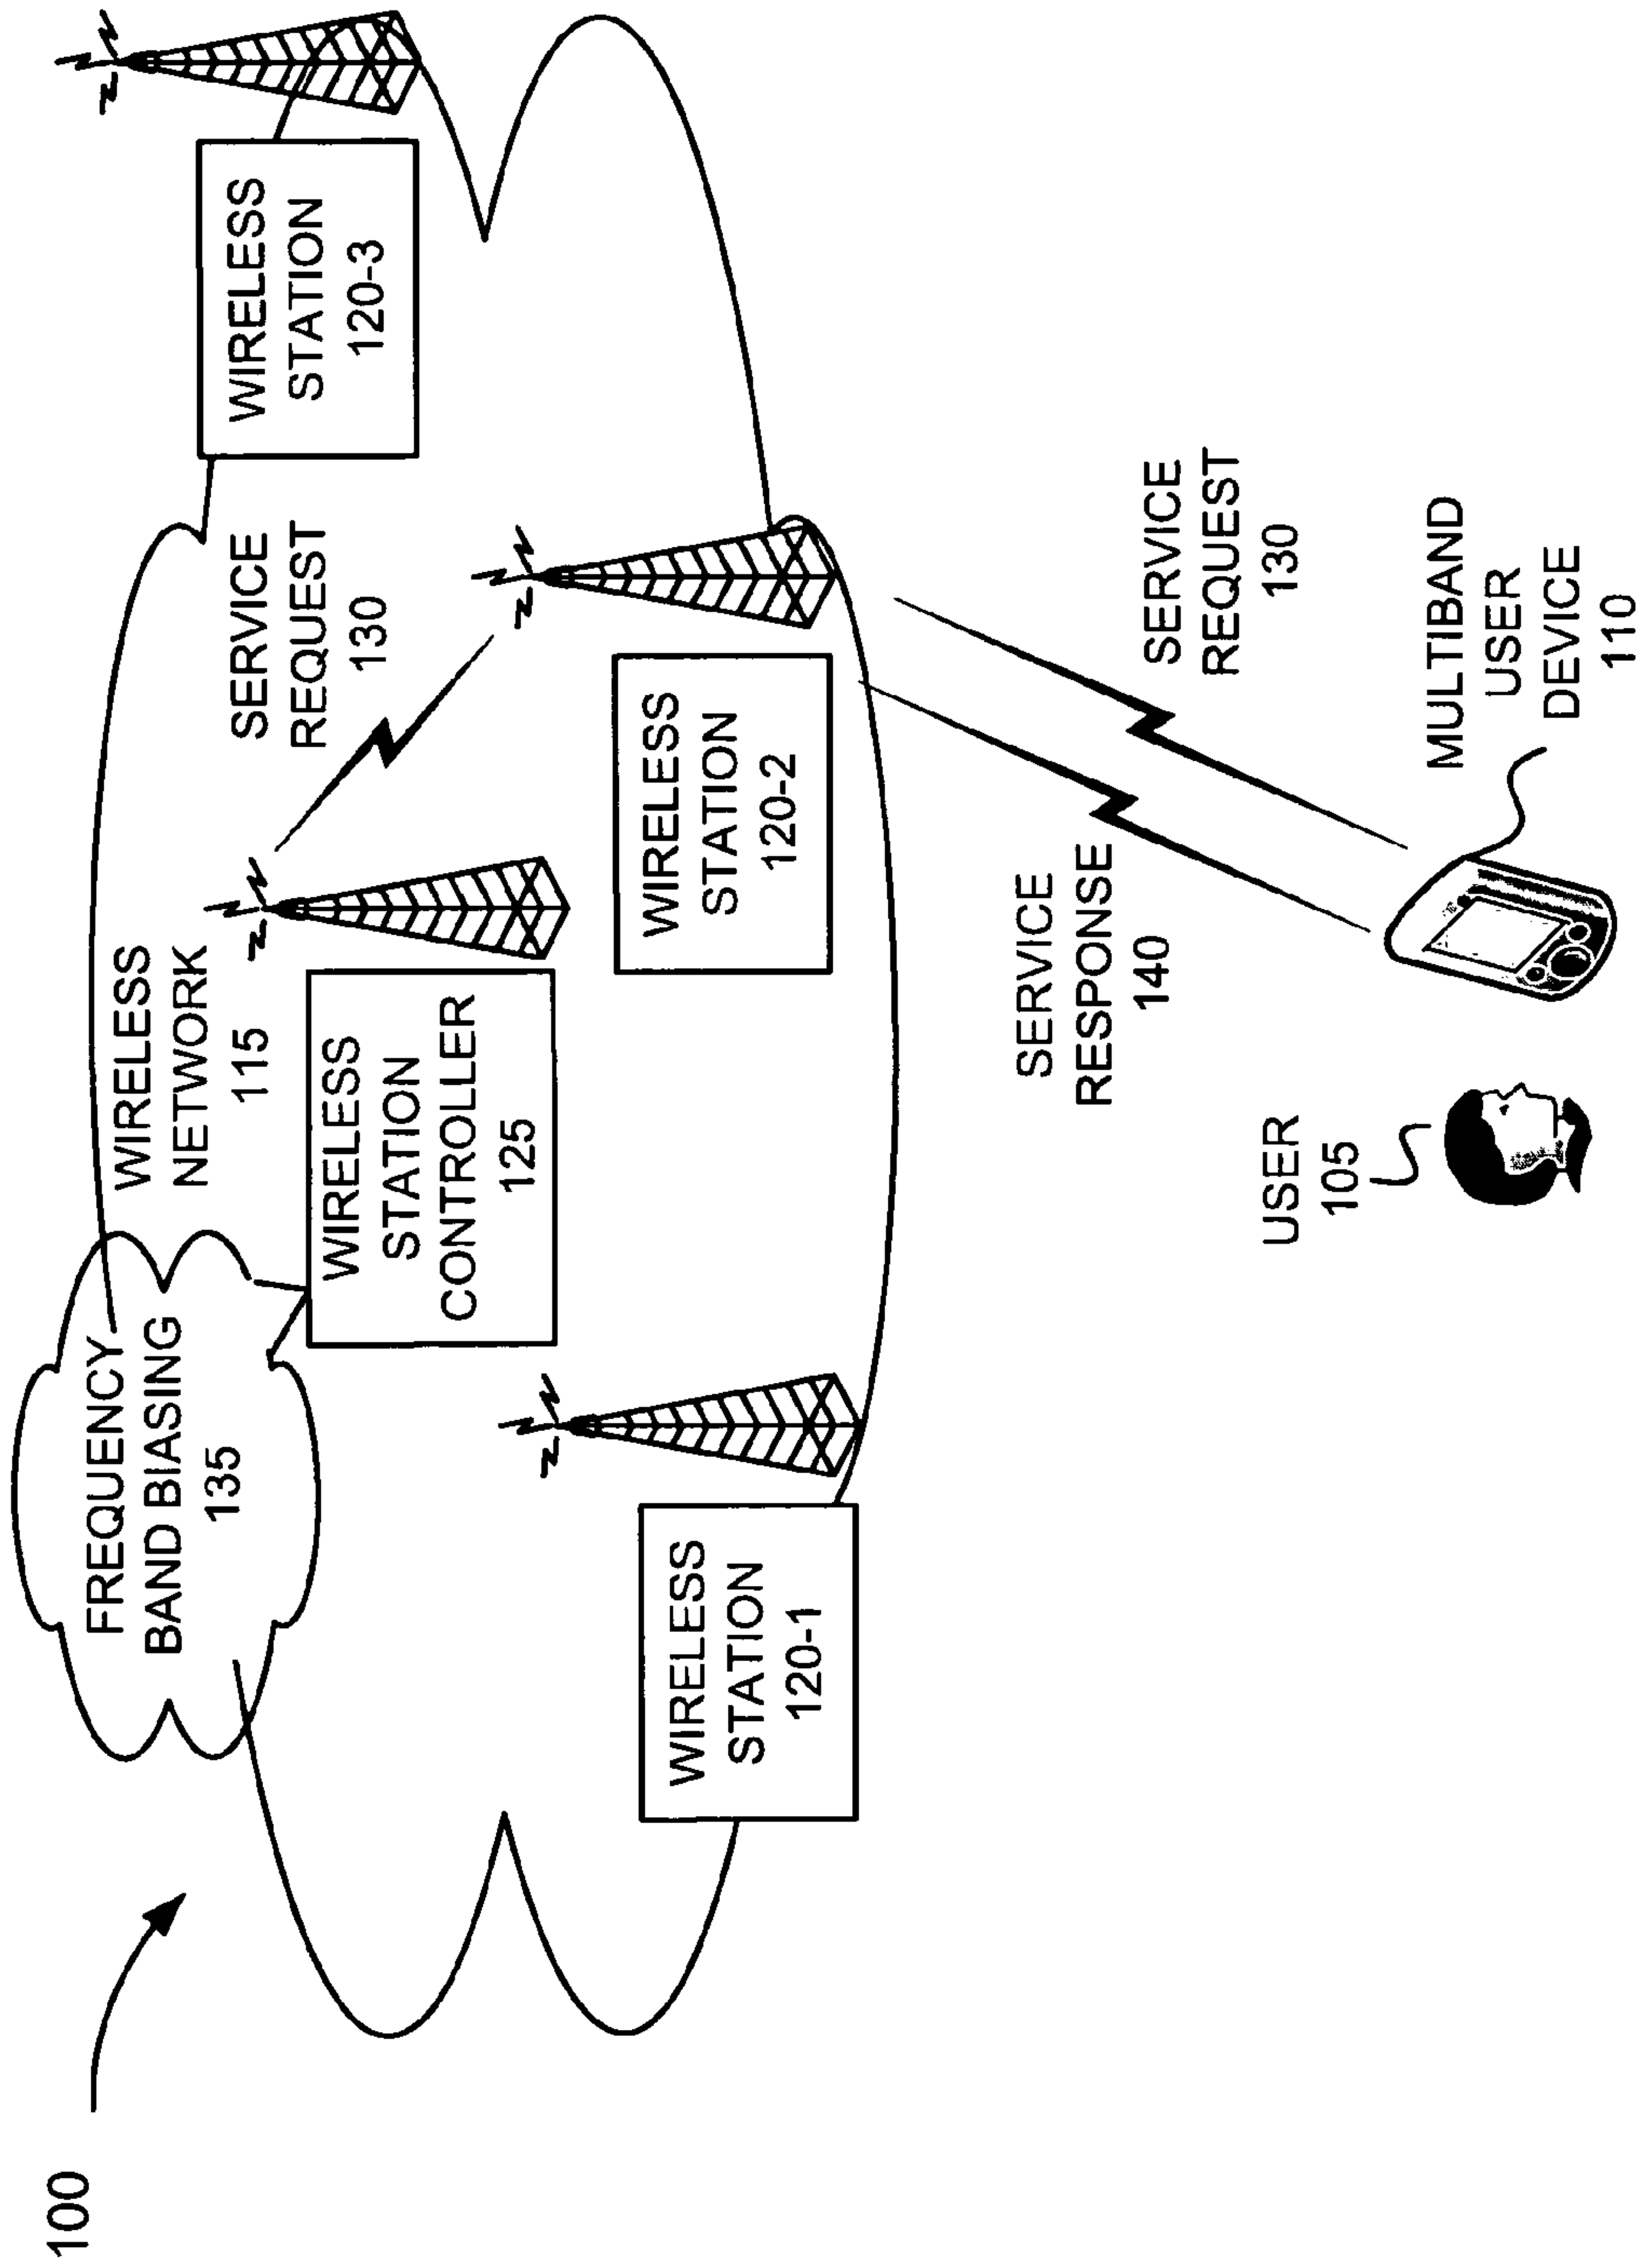 100
FREQUENCY
BAND BIASING
135
WIRELESS
NETWORK
115
SERVICE
REQUEST
130
WIRELESS
STATION
120-3
WIRELESS
STATION
CONTROLLER
125
WIRELESS
STATION
120-1
WIRELESS
STATION
120-2
SERVICE
RESPONSE
140
SERVICE
REQUEST
130
USER
105
MULTIBAND
USER
DEVICE
110